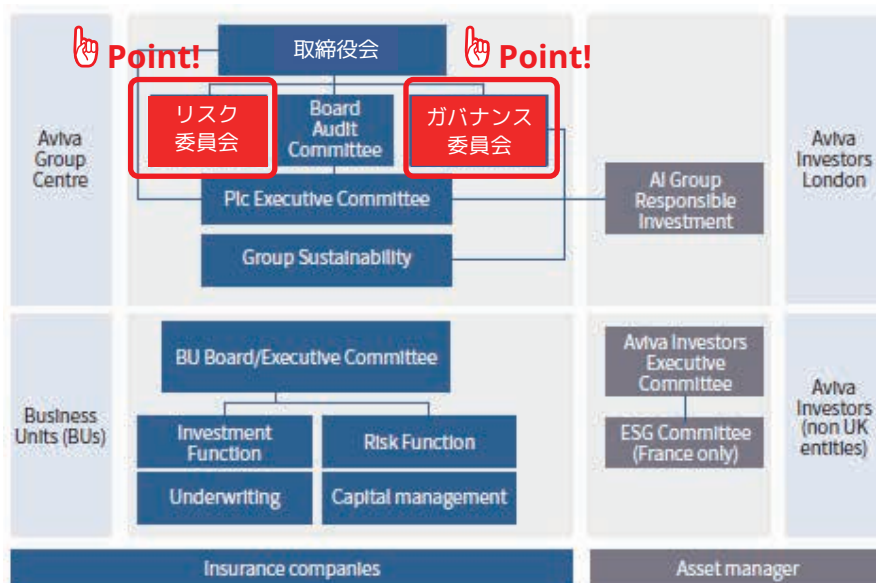 Point!
取締役会
Point!
リスク
委員会
Board
Audit
Committee
ガバナンス
委員会
Aviva
Group
Centre
Plc Executive Committee
Group Sustainability
AI Group
Responsible
Investment
Aviva
Investors
London
BU Board/Executive Committee
Aviva Investors
Executive
Committee
Business
Units (BUs)
Investment
Function
Risk Function
ESG Committee
(France only)
Aviva
Investors
(non UK
entities)
Underwriting
Capital management
Insurance companies
Asset manager